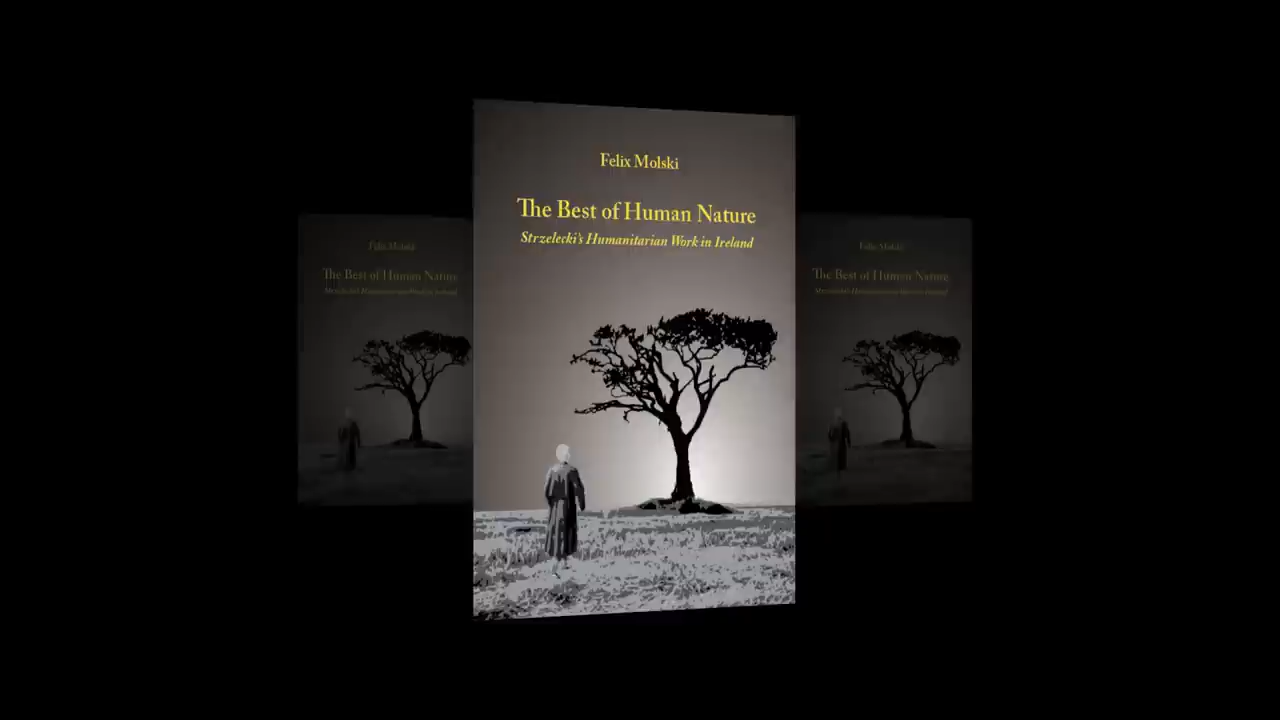 Felix Molski
The Best of Human Nature
Strzelecki's Humanitarian Work in Ireland
Felix Molski
The Best of Human Nature
Felix Molski
The Best of Human Nature